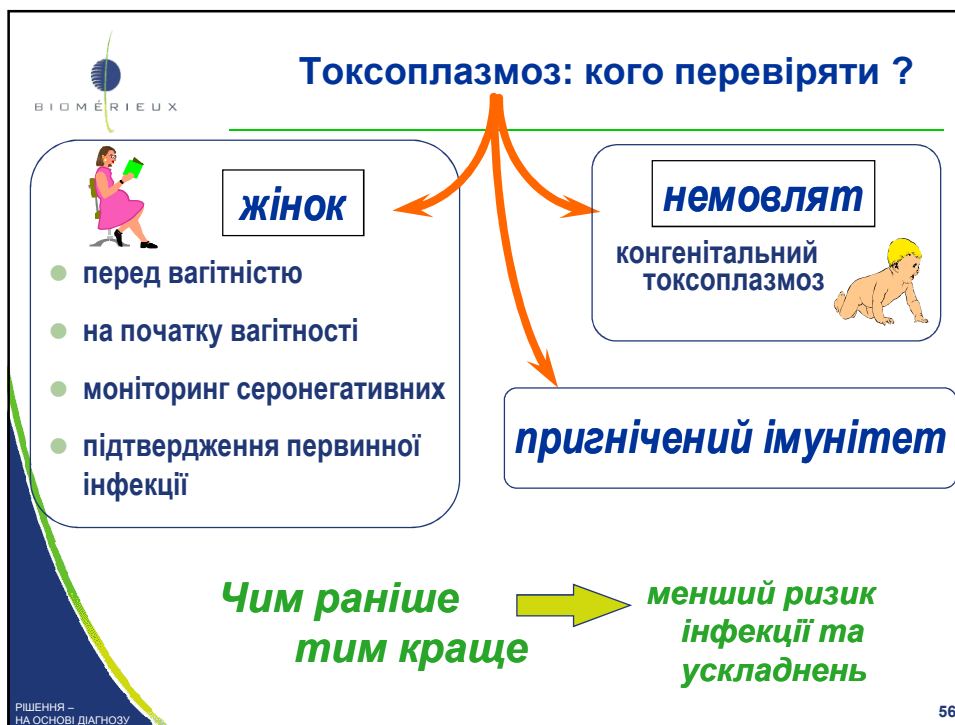 BIOMÉRIEUX
Токсоплазмоз: кого перевіряти ?
жінок
перед вагітністю
на початку вагітності
моніторинг серонегативних
підтвердження первинної
інфекції
немовлят
конгенітальний
токсоплазмоз
пригнічений імунітет
Чим раніше
тим краще
менший ризик
інфекції та
ускладнень
РІШЕННЯ –
НА ОСНОВІ ДІАГНОЗУ
56